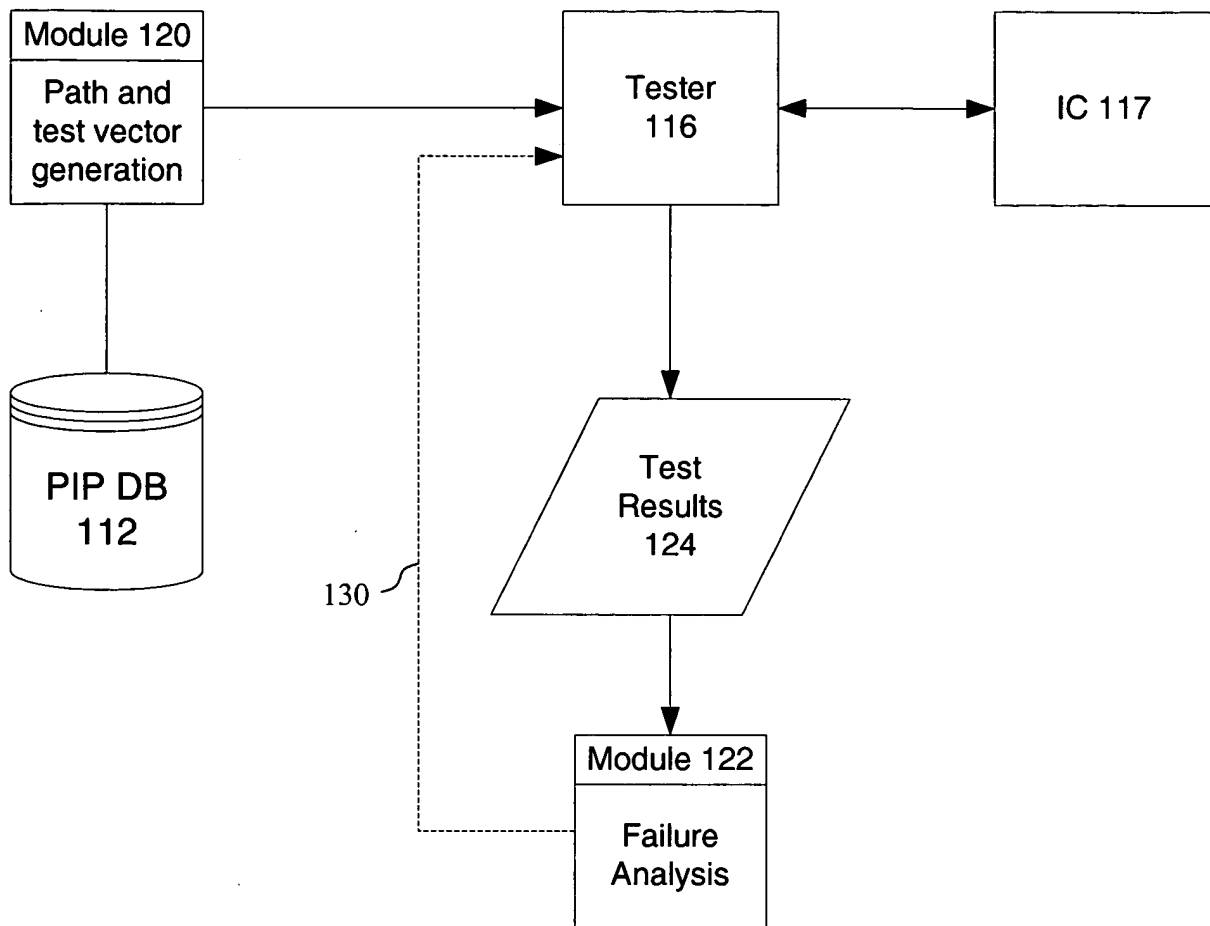 Module 120
Path and
test vector
generation
Tester
116
IC 117
PIP DB
112
Test
Results
124
130
Module 122
Failure
Analysis